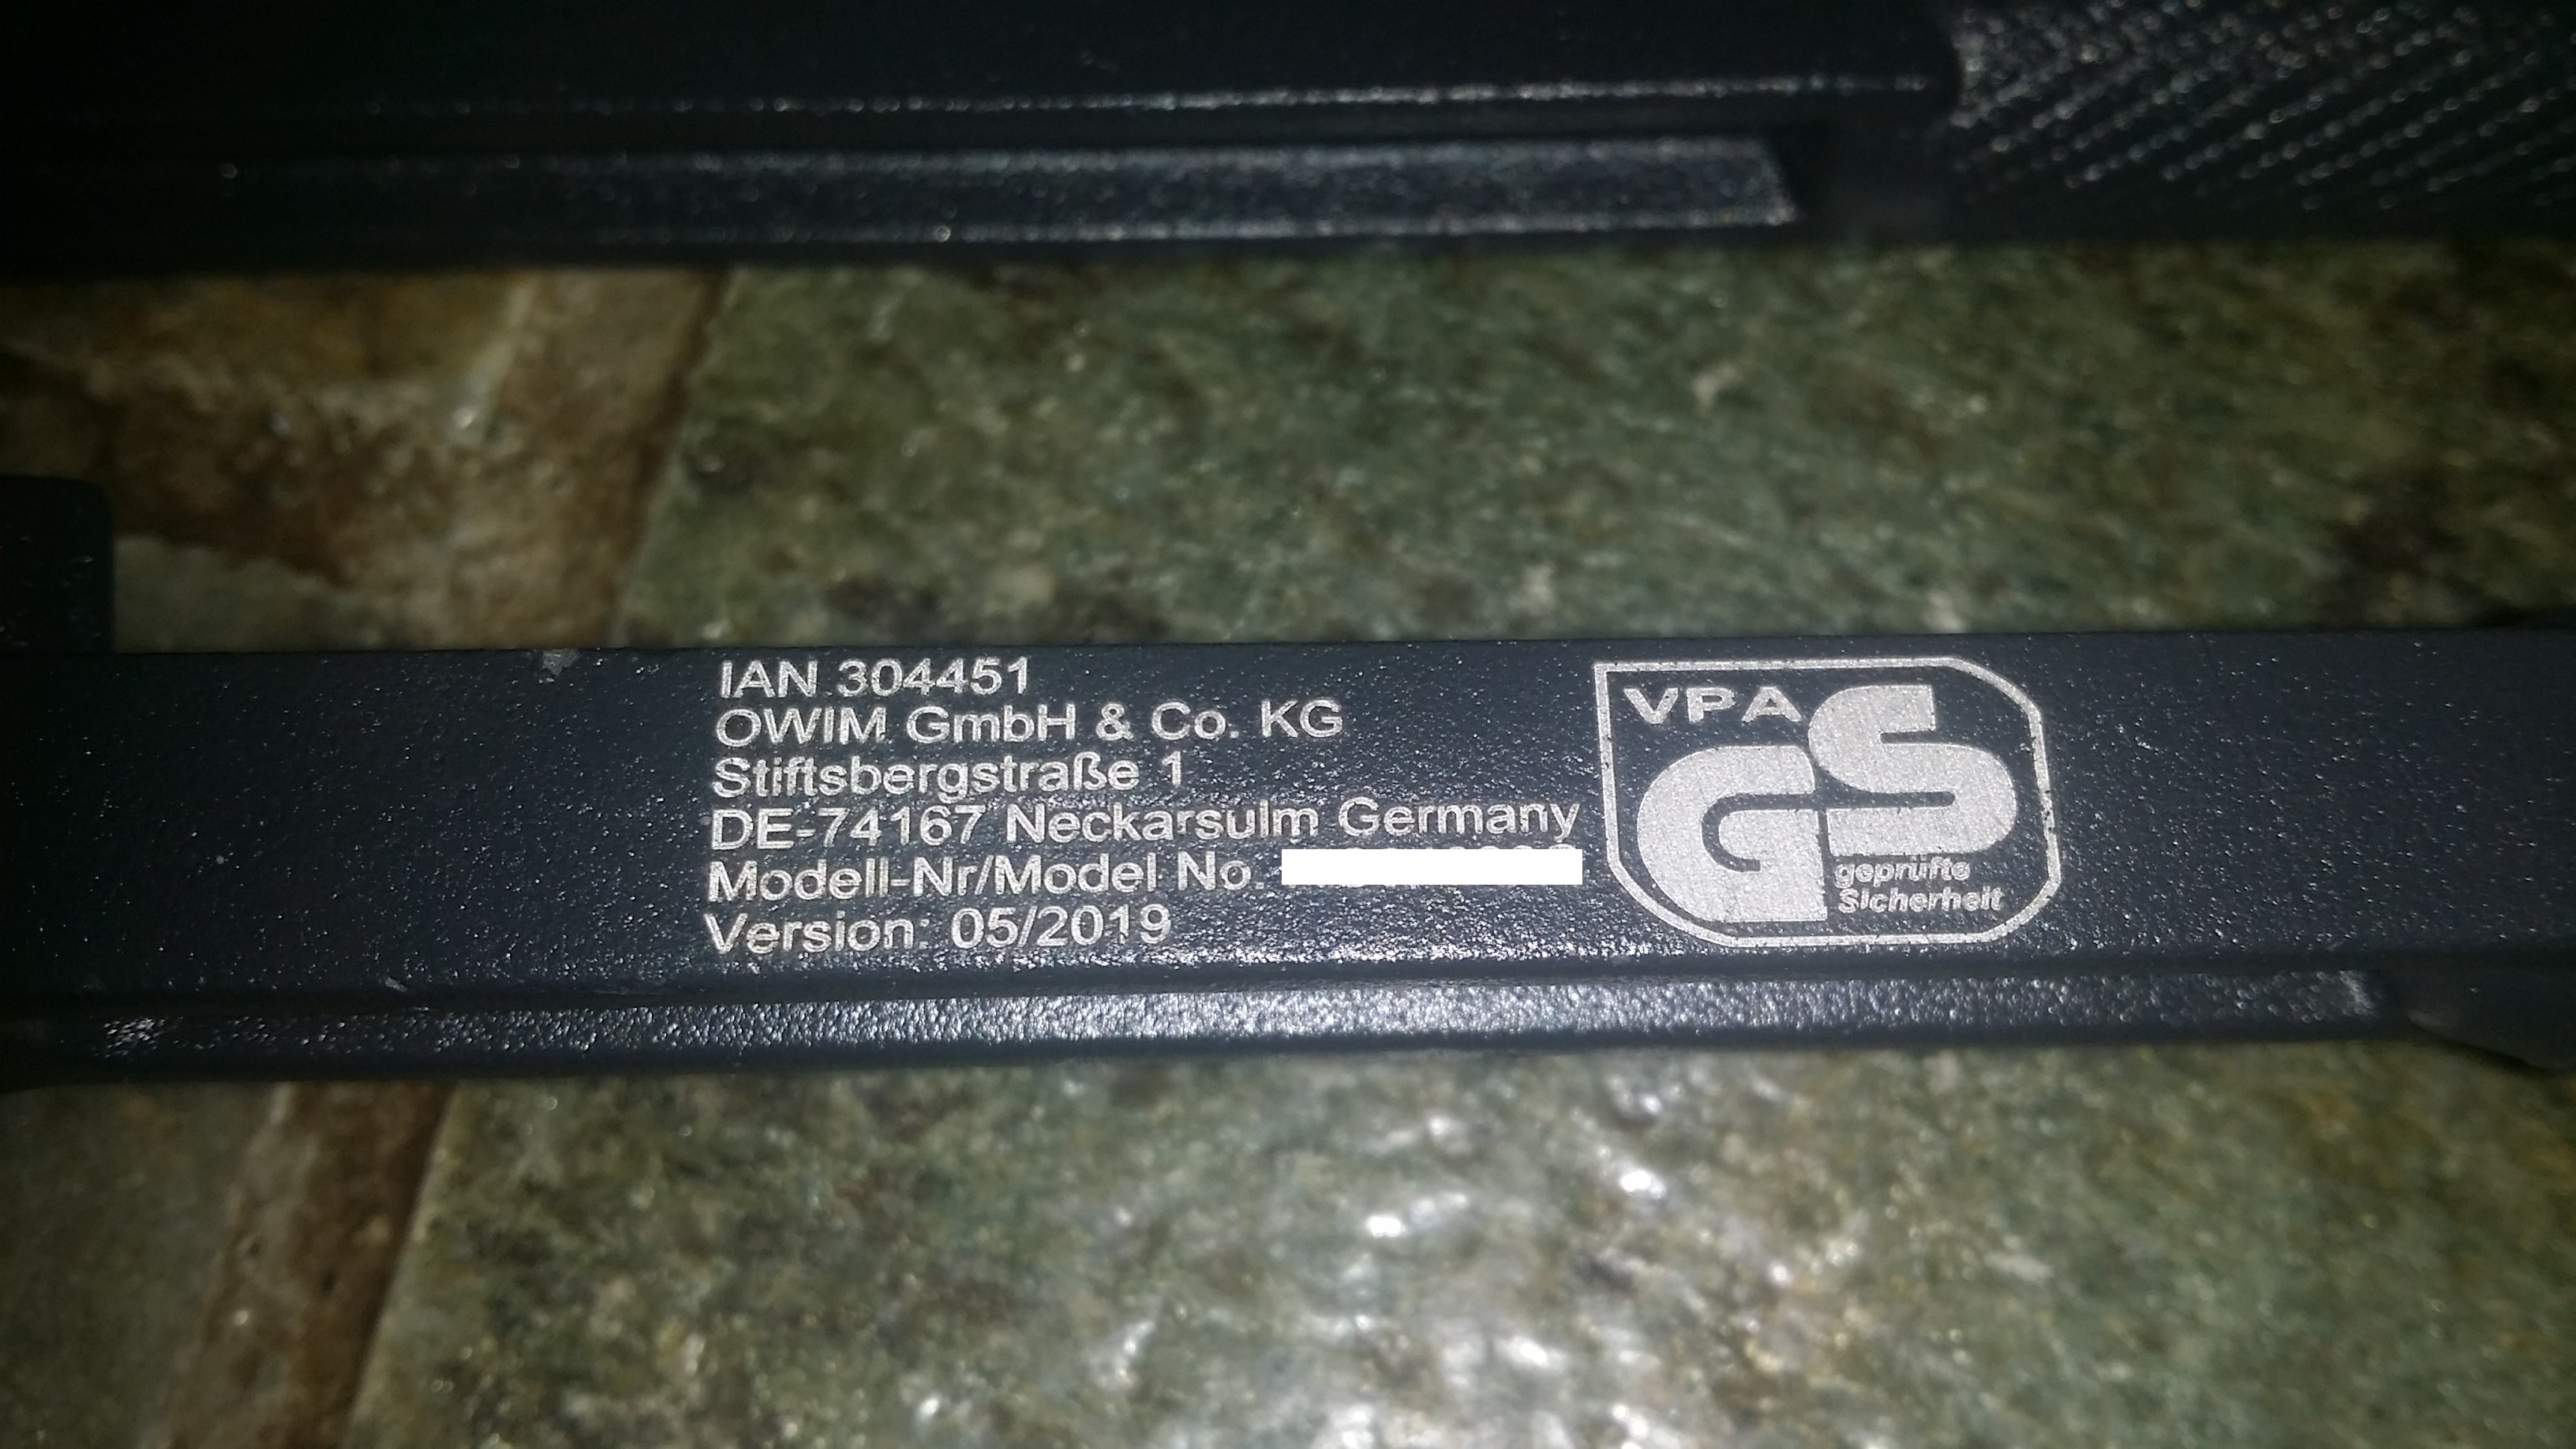 IAN 304451
OWIM GmbH & Co. KG
Stiftsbergstraße 1
DE-74167 Neckarsulm Germany
Modell-Nr/Model No.
Version: 05/2019
VPA
GS
geprüfte
Sicherheit